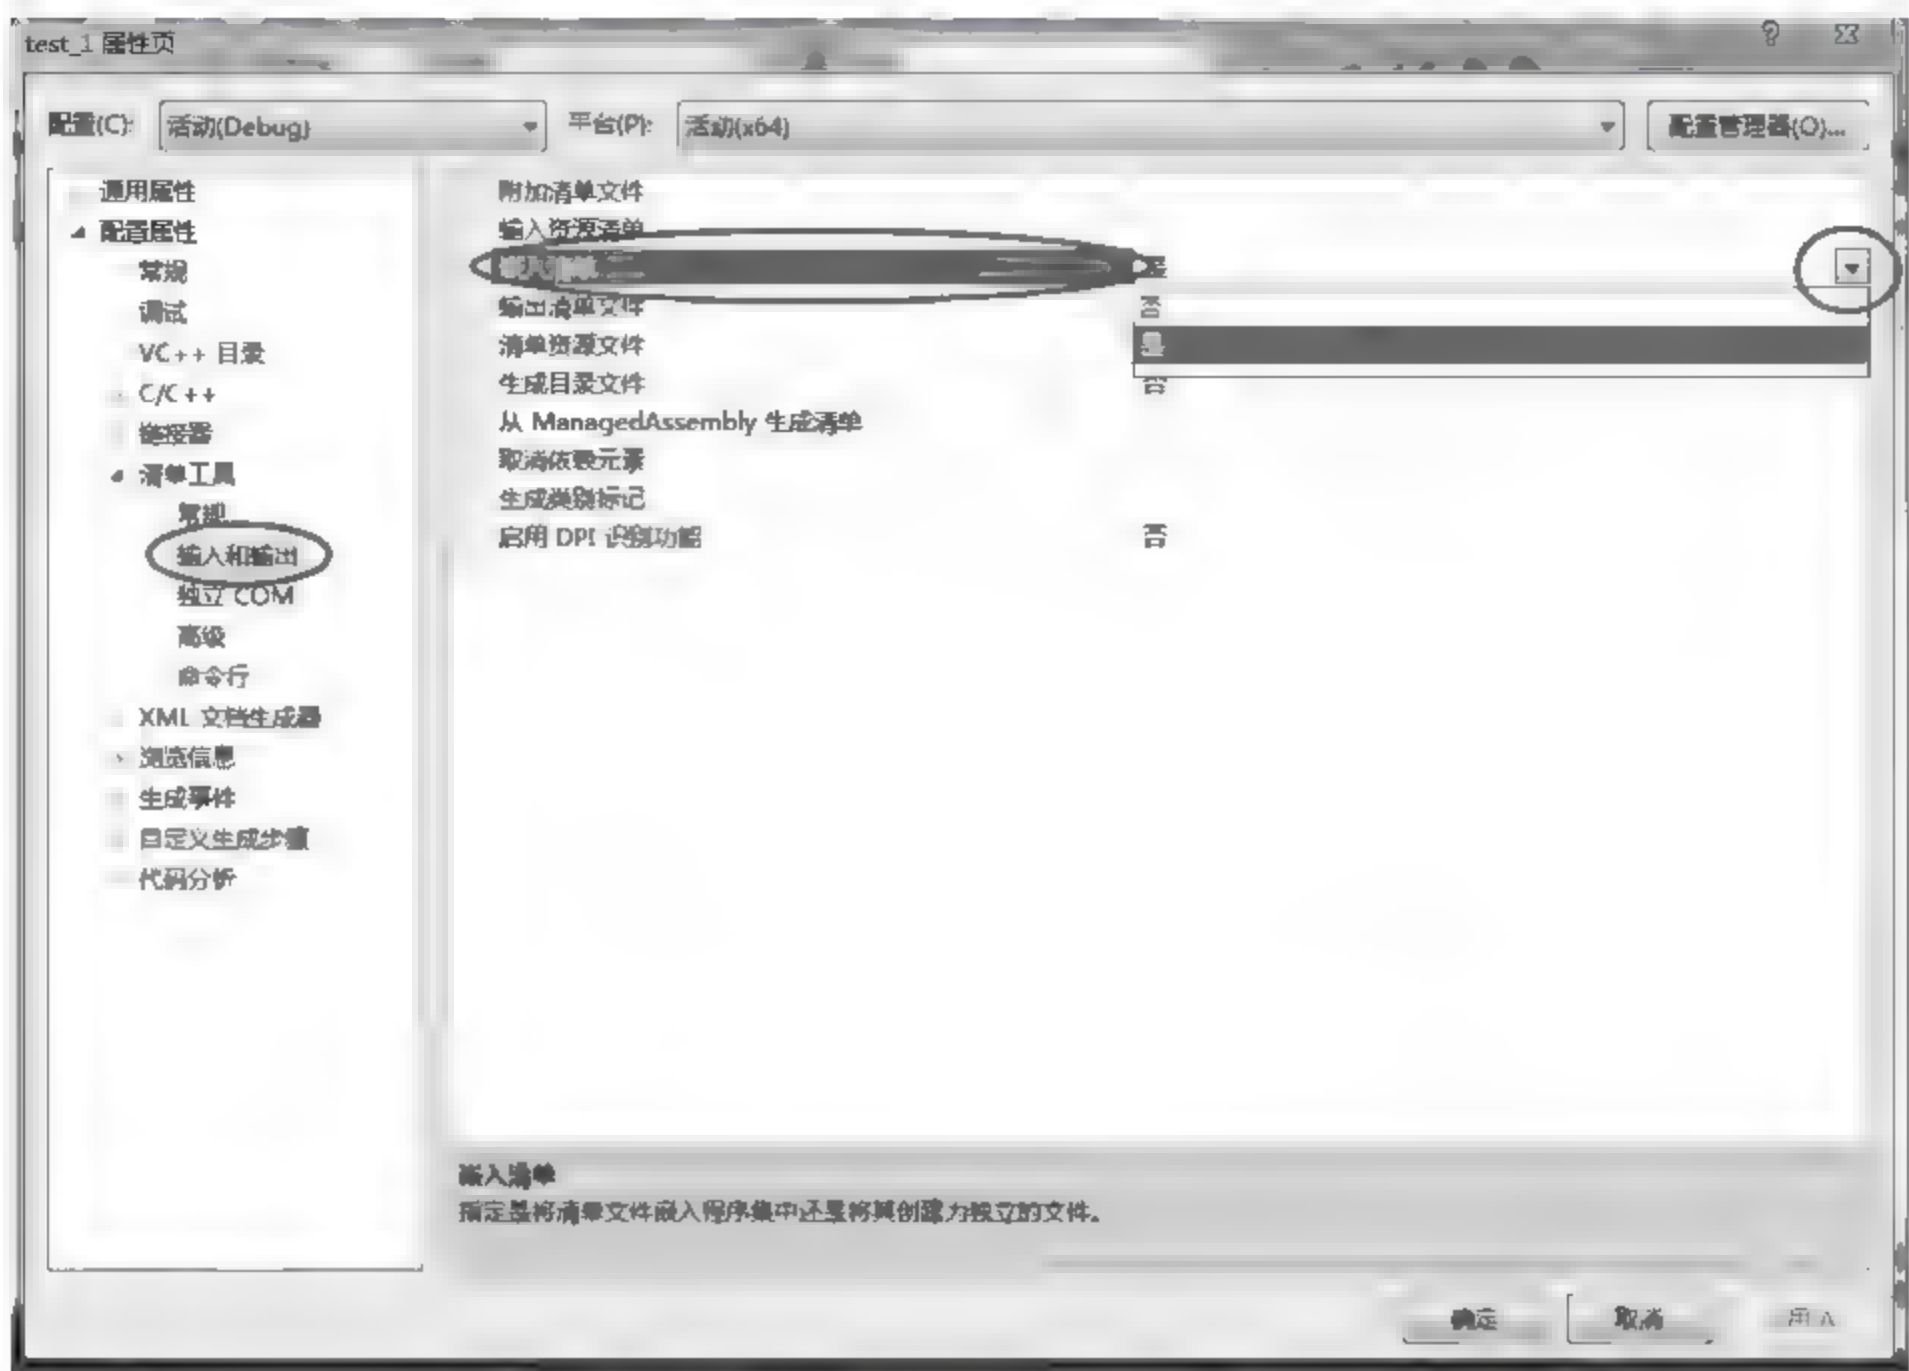 test_1 属性页
配置(C): 活动(Debug) 平台(P): 活动(x64) 配置管理器(O)...
通用属性
配置属性
常规
调试
VC++ 目录
C/C++
链接器
清单工具
常规
输入和输出
独立 COM
高级
命令行
XML 文档生成器
浏览信息
生成事件
自定义生成步骤
代码分析
附加清单文件
输入资源清单
嵌入清单 是
输出清单文件 否
清单资源文件 是
生成目录文件 否
从 ManagedAssembly 生成清单
取消依赖元素
生成类别标记
启用 DPI 识别功能 否
嵌入清单
指定是将清单文件嵌入程序集中还是将其创建为独立的文件。
确定 取消